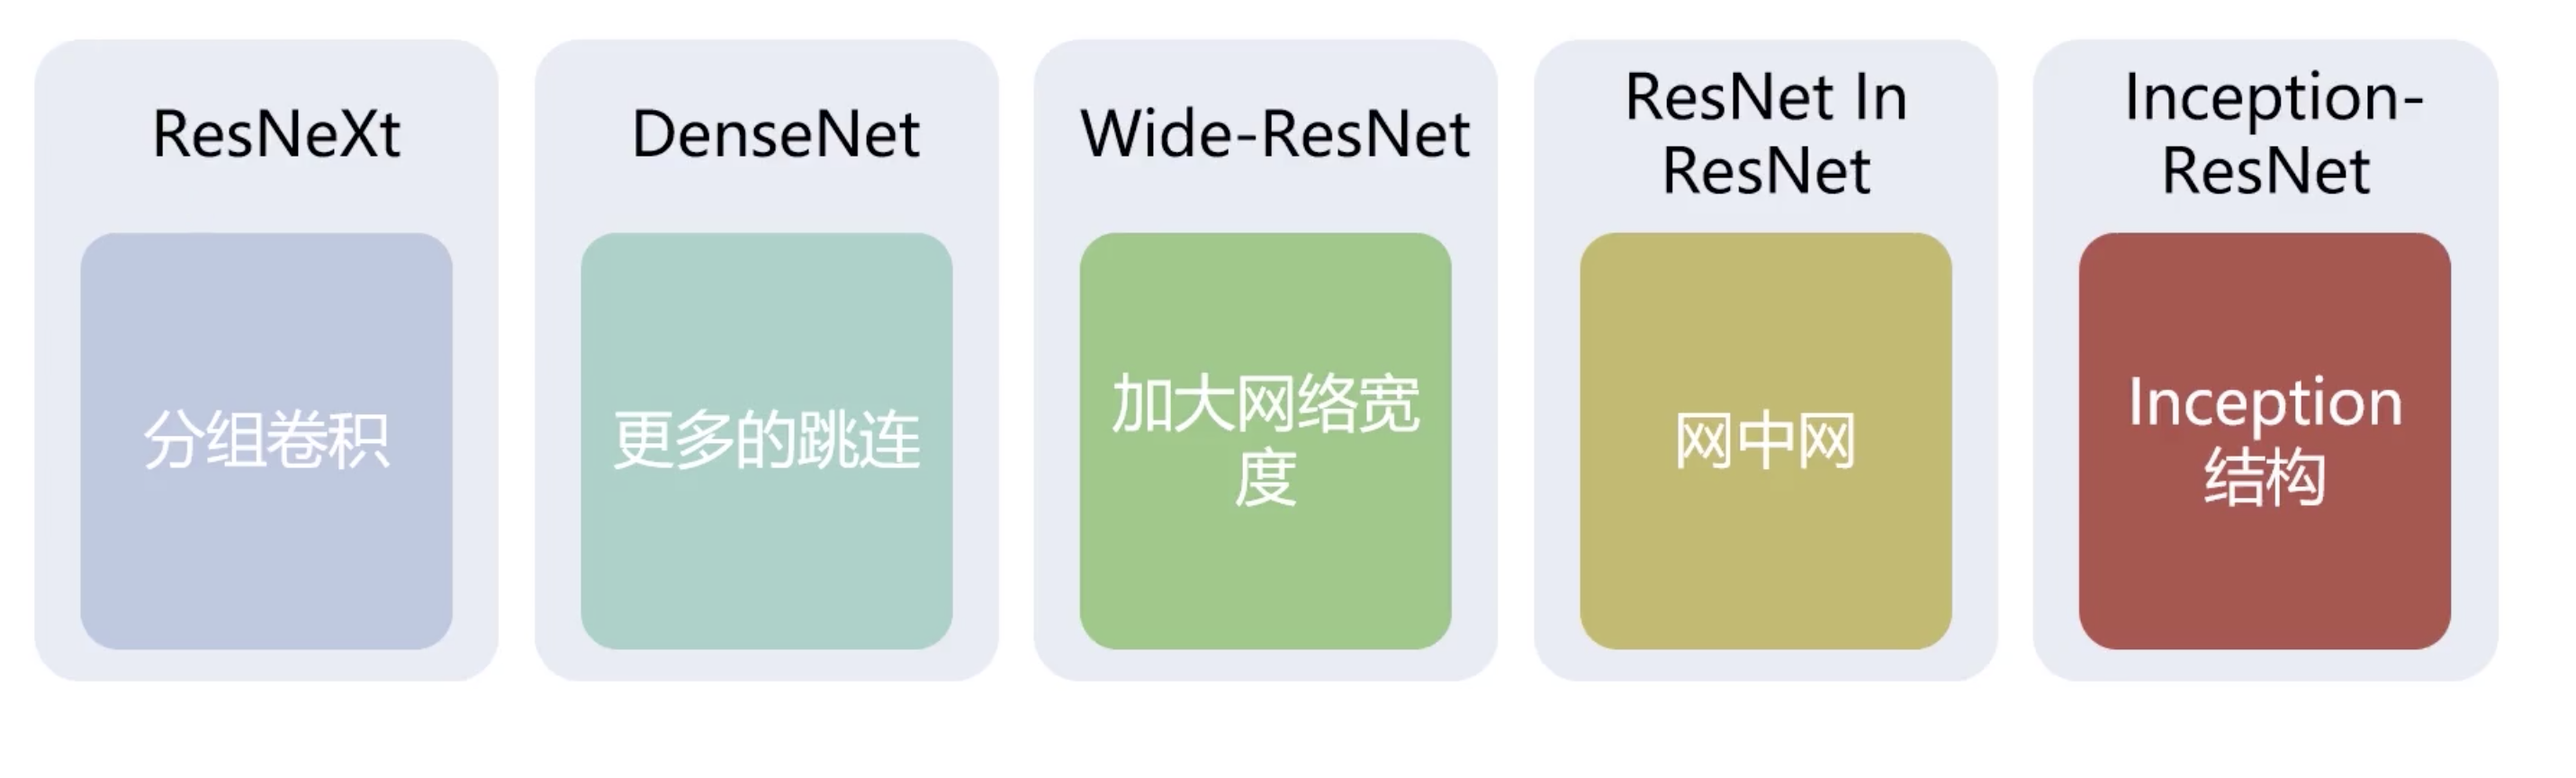 ResNeXt
分组卷积
DenseNet
更多的跳连
Wide-ResNet
加大网络宽
度
ResNet In
ResNet
网中网
Inception-
ResNet
Inception
结构